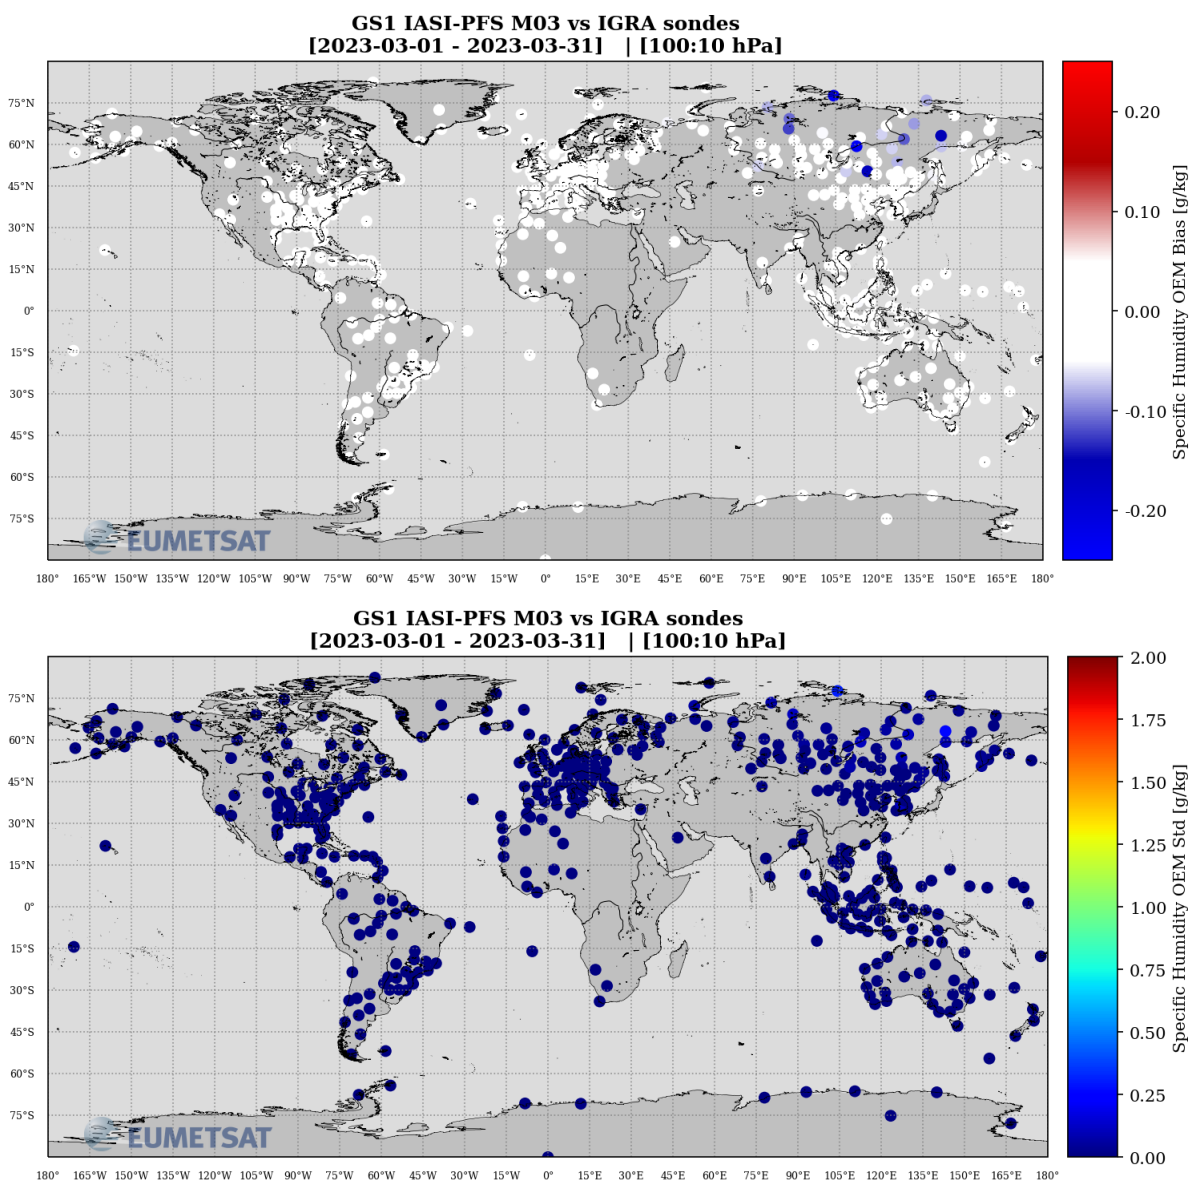 GS1 IASI-PFS M03 vs IGRA sondes
[2023-03-01 - 2023-03-31] | [100:10 hPa]
75°N
60°N
45°N
30°N
15°N
0°
15°S
30°S
45°S
60°S
75°S
180° 165°W 150°W 120°W 105°W 90°W 75°W 60°W 45°W 30°W 15°W 0° 15°E 30°E 45°E 60°E 75°E 90°E 105°E 120°E 135°E 150°E 165°E 180°
EUMETSAT
0.20
0.10
0.00
-0.10
-0.20
Specific Humidity OEM Bias [g/kg]
GS1 IASI-PFS M03 vs IGRA sondes
[2023-03-01 - 2023-03-31] | [100:10 hPa]
75°N
60°N
45°N
30°N
15°N
0°
15°S
30°S
45°S
60°S
75°S
180° 165°W 150°W 120°W 105°W 90°W 75°W 60°W 45°W 30°W 15°W 0° 15°E 30°E 45°E 60°E 75°E 90°E 105°E 120°E 135°E 150°E 165°E 180°
EUMETSAT
2.00
1.75
1.50
1.25
1.00
0.75
0.50
0.25
0.00
Specific Humidity OEM Std [g/kg]